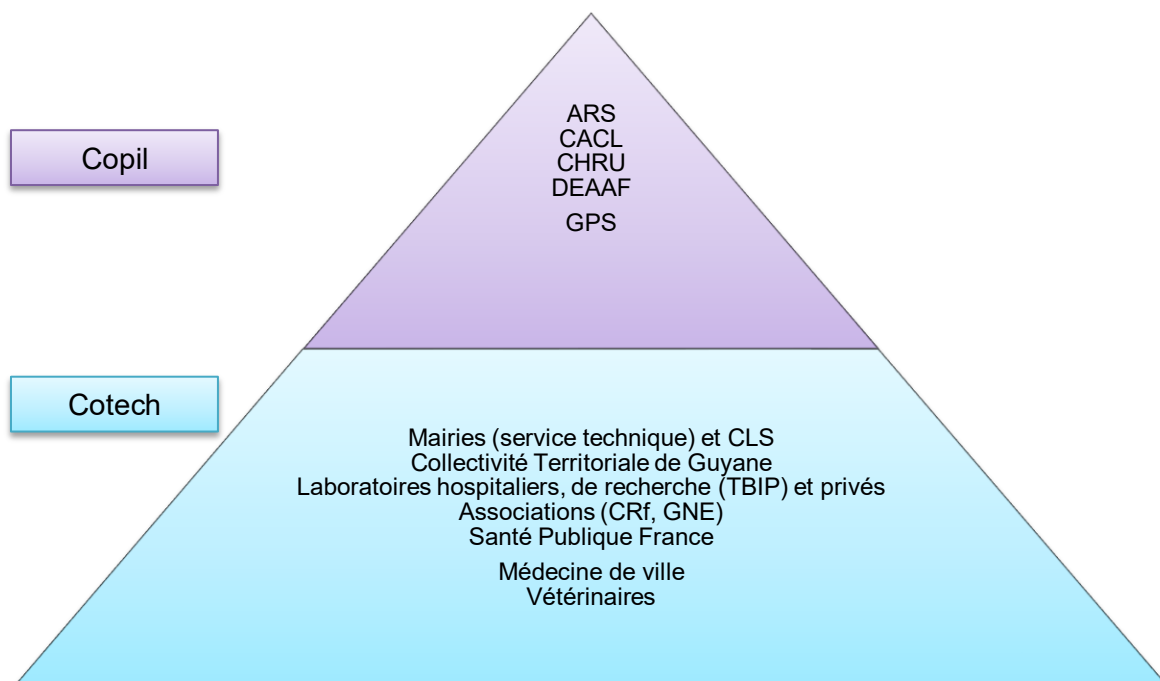 Copil
ARS
CACL
CHRU
DEAAF
GPS
Cotech
Mairies (service technique) et CLS
Collectivité Territoriale de Guyane
Laboratoires hospitaliers, de recherche (TBIP) et privés
Associations (CRf, GNE)
Santé Publique France
Médecine de ville
Vétérinaires